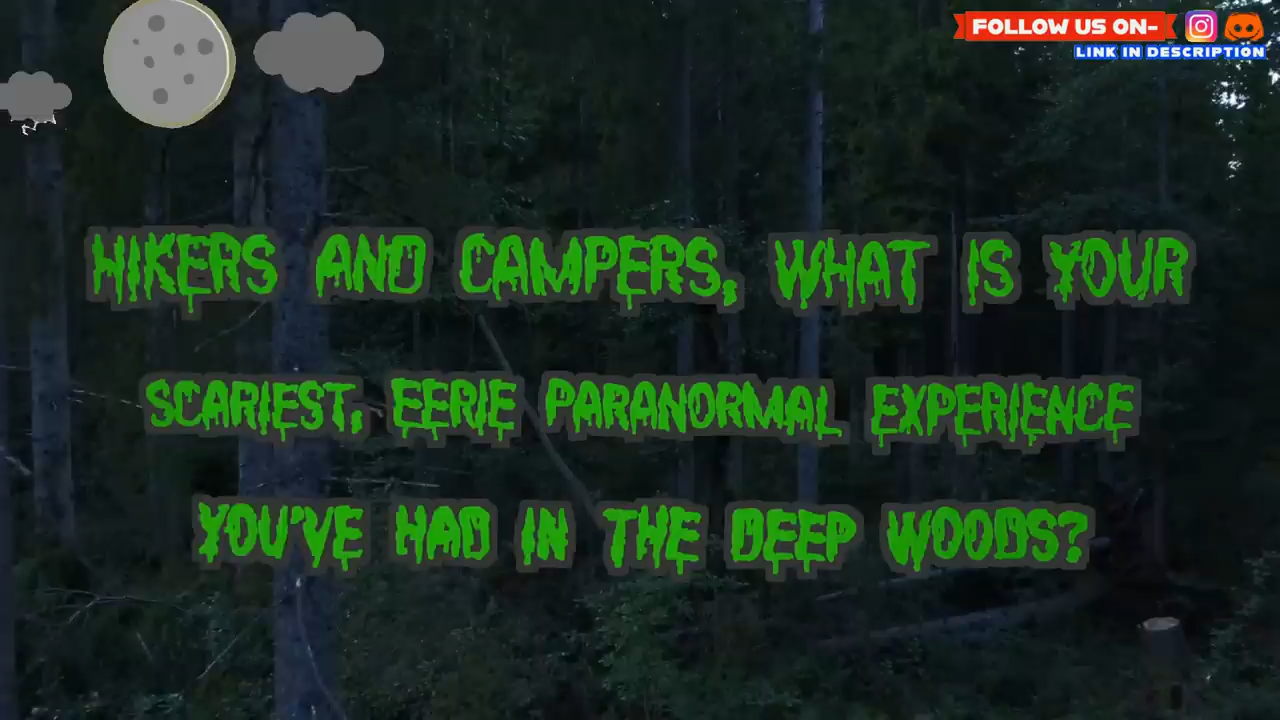 FOLLOW US ON-
LINK IN DESCRIPTION
HIKERS AND CAMPERS, WHAT IS YOUR
SCARIEST, EERIE PARANORMAL EXPERIENCE
YOU'VE HAD IN THE DEEP WOODS?